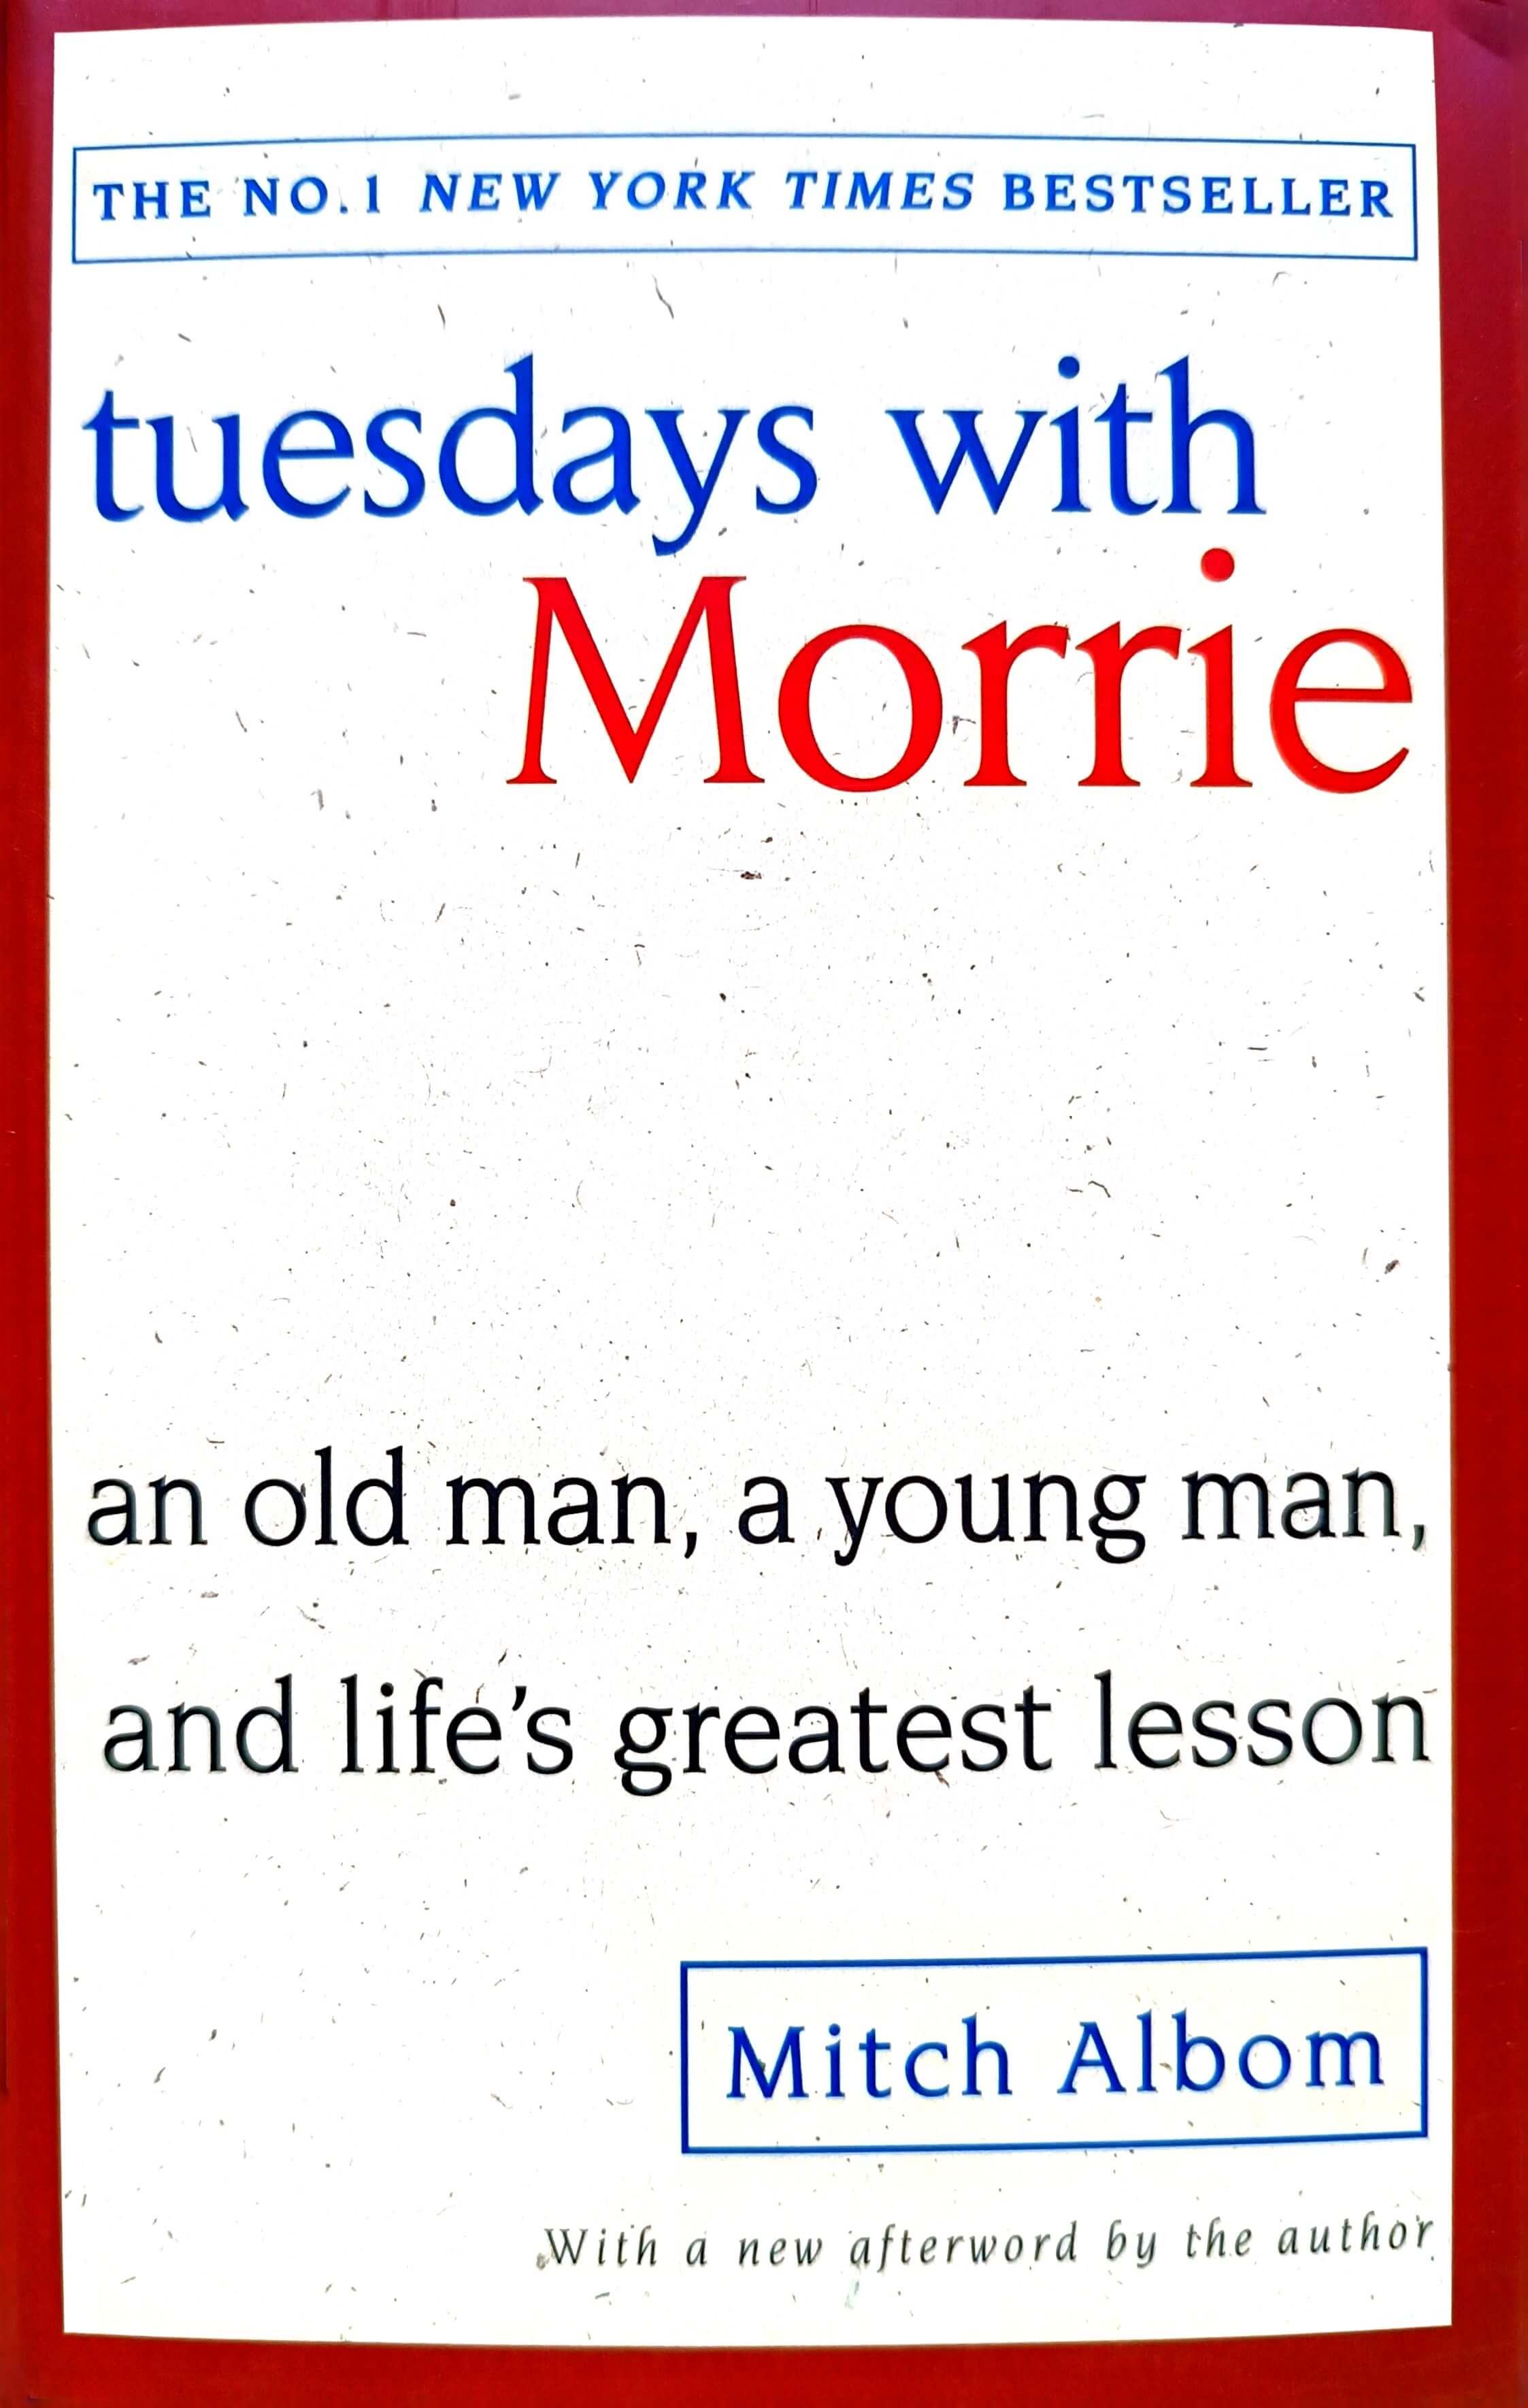 THE NO.1 NEW YORK TIMES BESTSELLER
tuesdays with
Morrie
an old man, a young man,
and life's greatest lesson
Mitch Albom
With a new afterword by the author